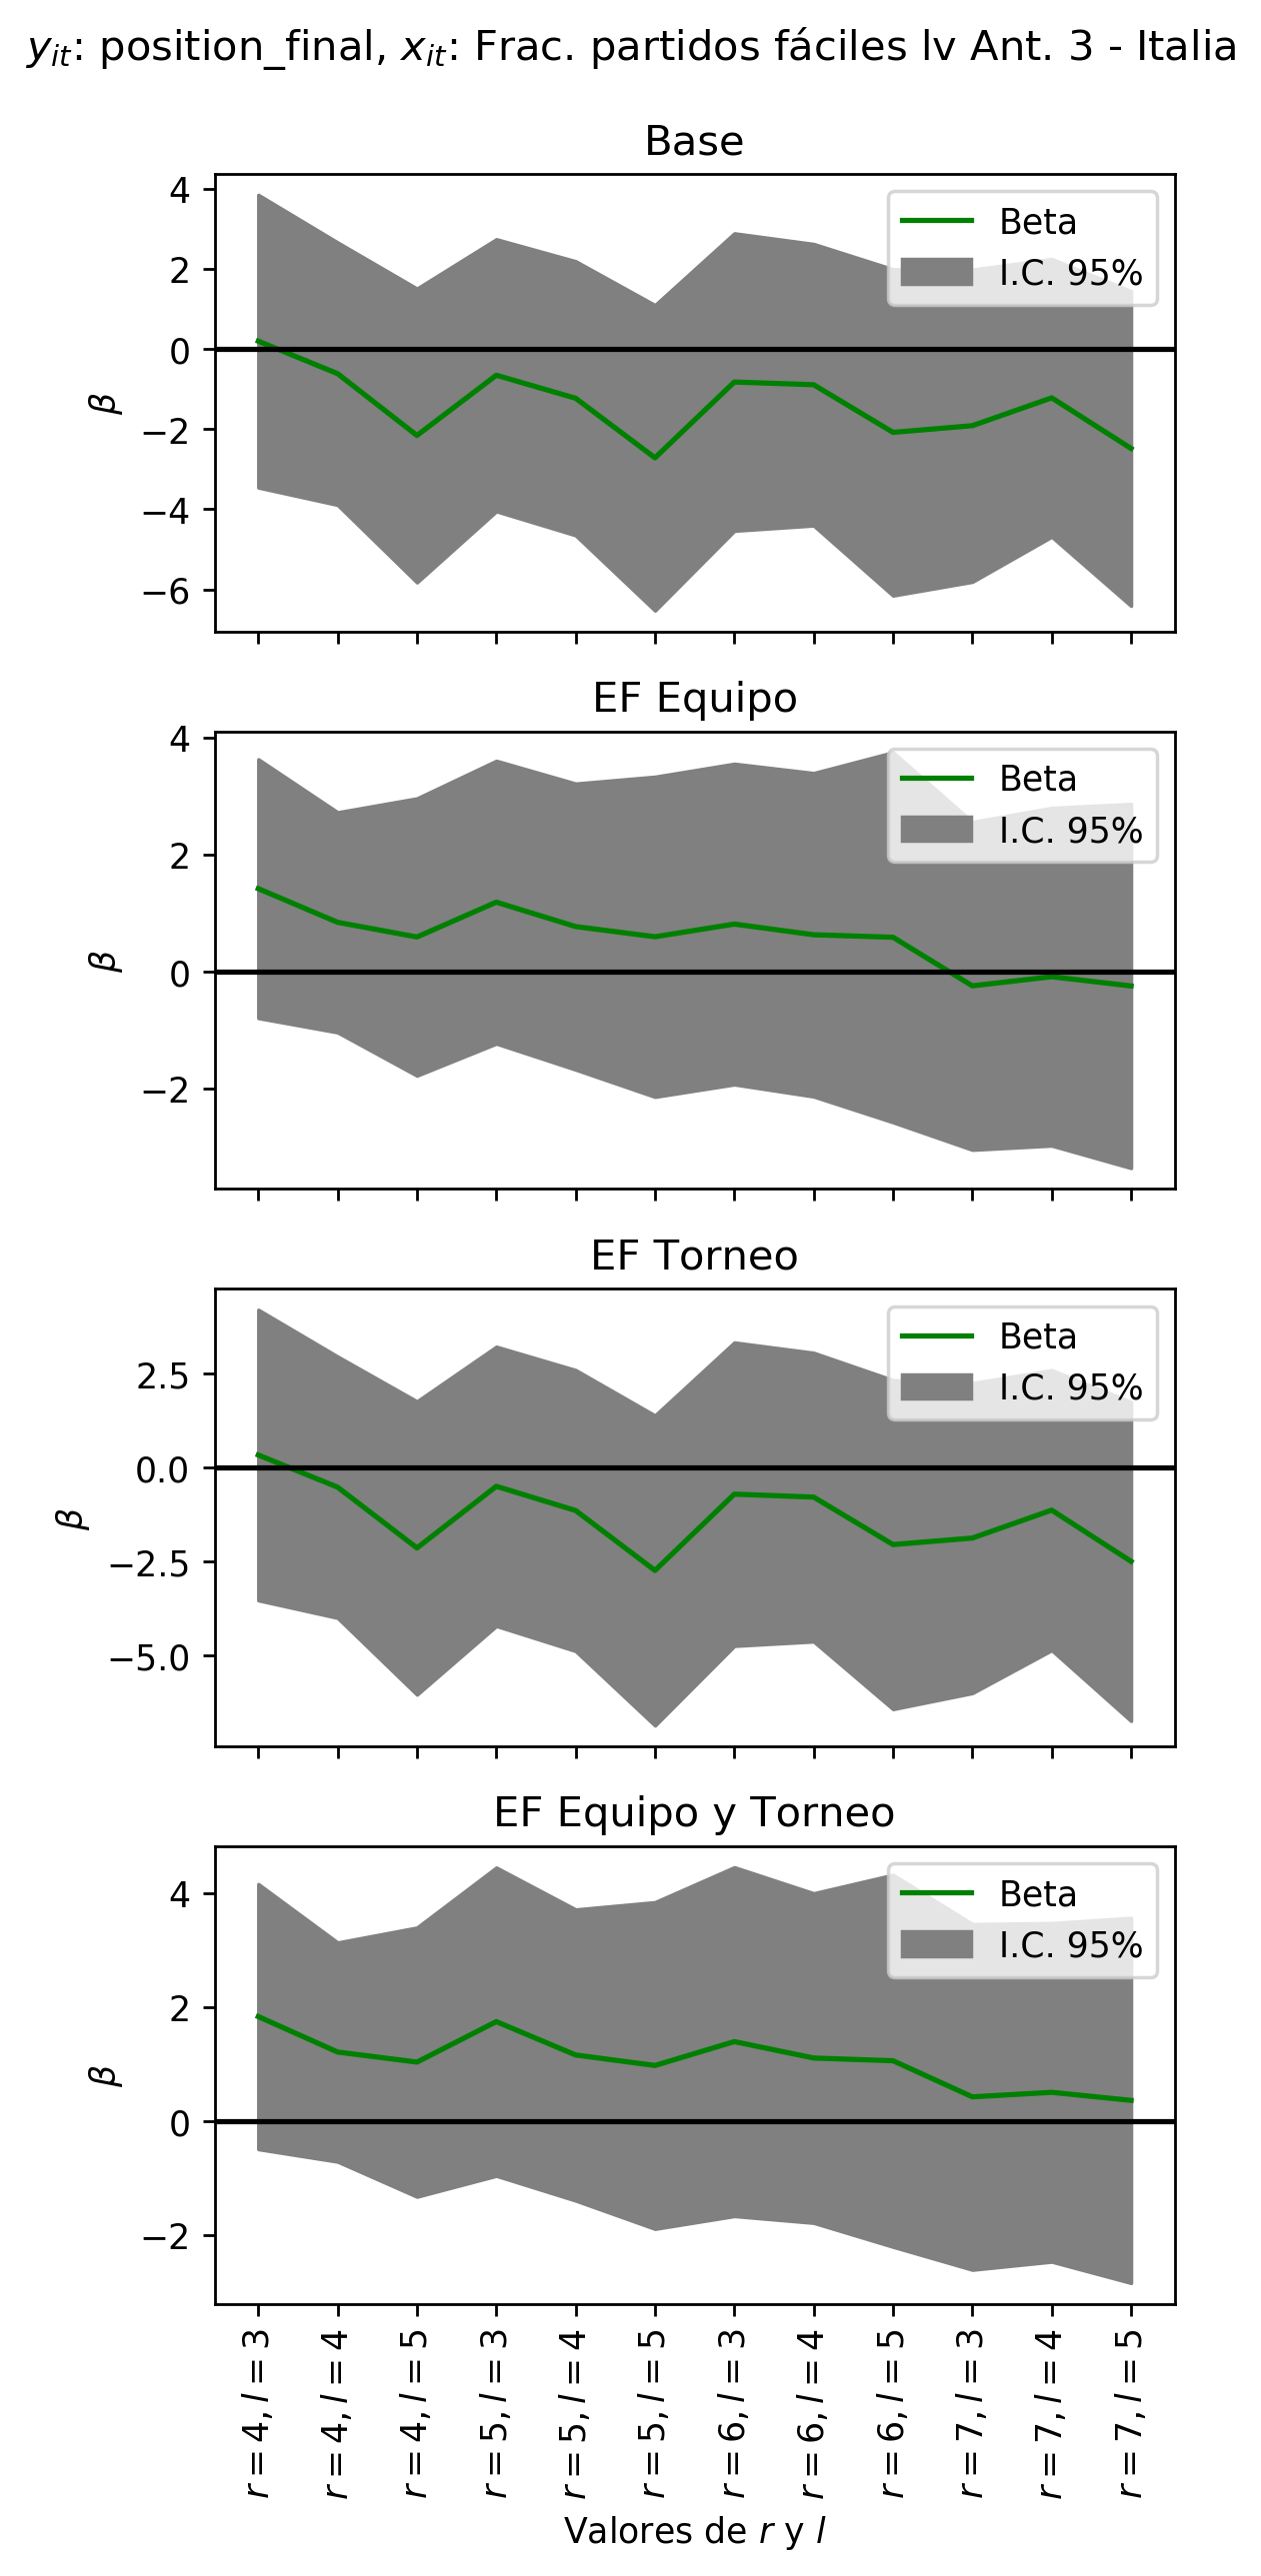 y_it: position_final, x_it: Frac. partidos fáciles lv Ant. 3 - Italia
Base
4
2
0
−2
−4
−6
β
Beta
I.C. 95%
EF Equipo
4
2
0
−2
β
Beta
I.C. 95%
EF Torneo
2.5
0.0
−2.5
−5.0
β
Beta
I.C. 95%
EF Equipo y Torneo
4
2
0
−2
β
Beta
I.C. 95%
r = 4, l = 3
r = 4, l = 4
r = 4, l = 5
r = 5, l = 3
r = 5, l = 4
r = 5, l = 5
r = 6, l = 3
r = 6, l = 4
r = 6, l = 5
r = 7, l = 3
r = 7, l = 4
r = 7, l = 5
Valores de r y l